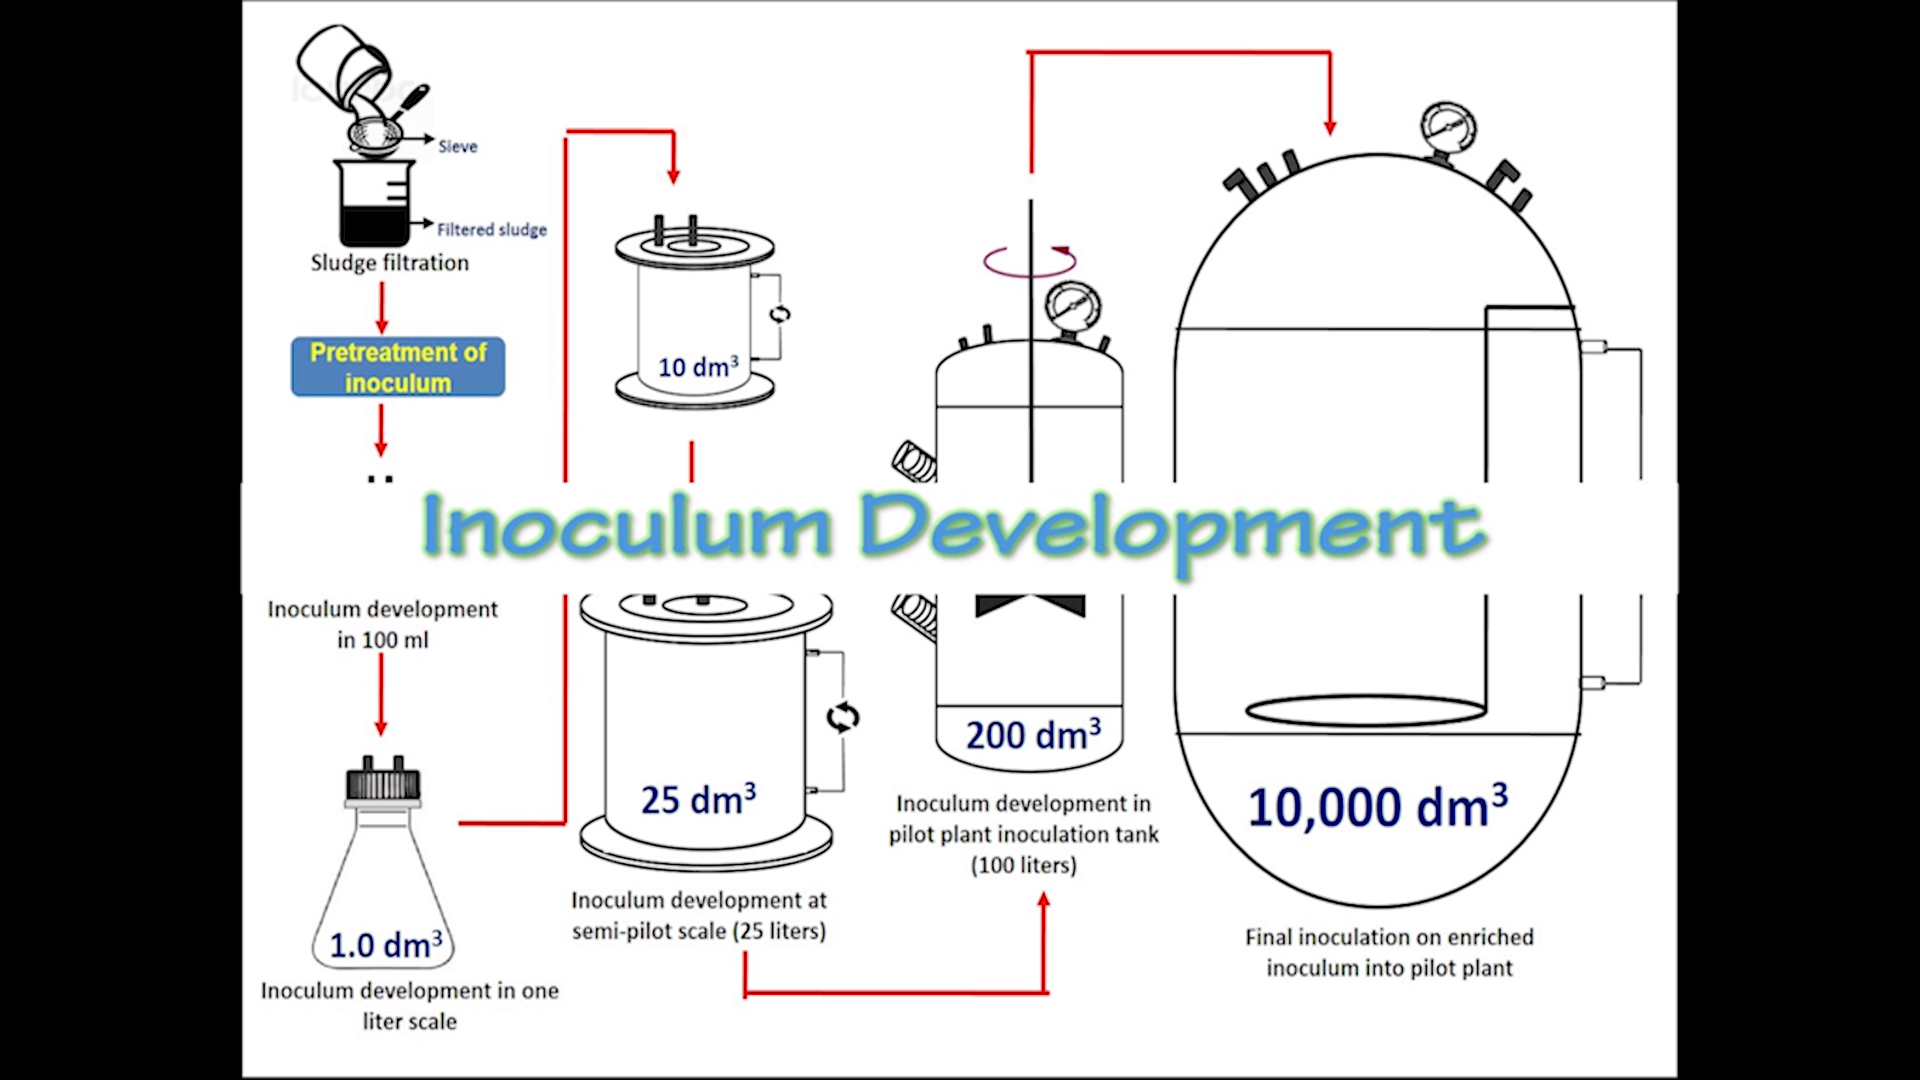 Sieve
Filtered sludge
Sludge filtration
Pretreatment of
inoculum
Inoculum development
in 100 ml
1.0 dm³
Inoculum development in one
liter scale
10 dm³
25 dm³
Inoculum development at
semi-pilot scale (25 liters)
200 dm³
Inoculum development in
pilot plant inoculation tank
(100 liters)
10,000 dm³
Final inoculation on enriched
inoculum into pilot plant
Inoculum Development